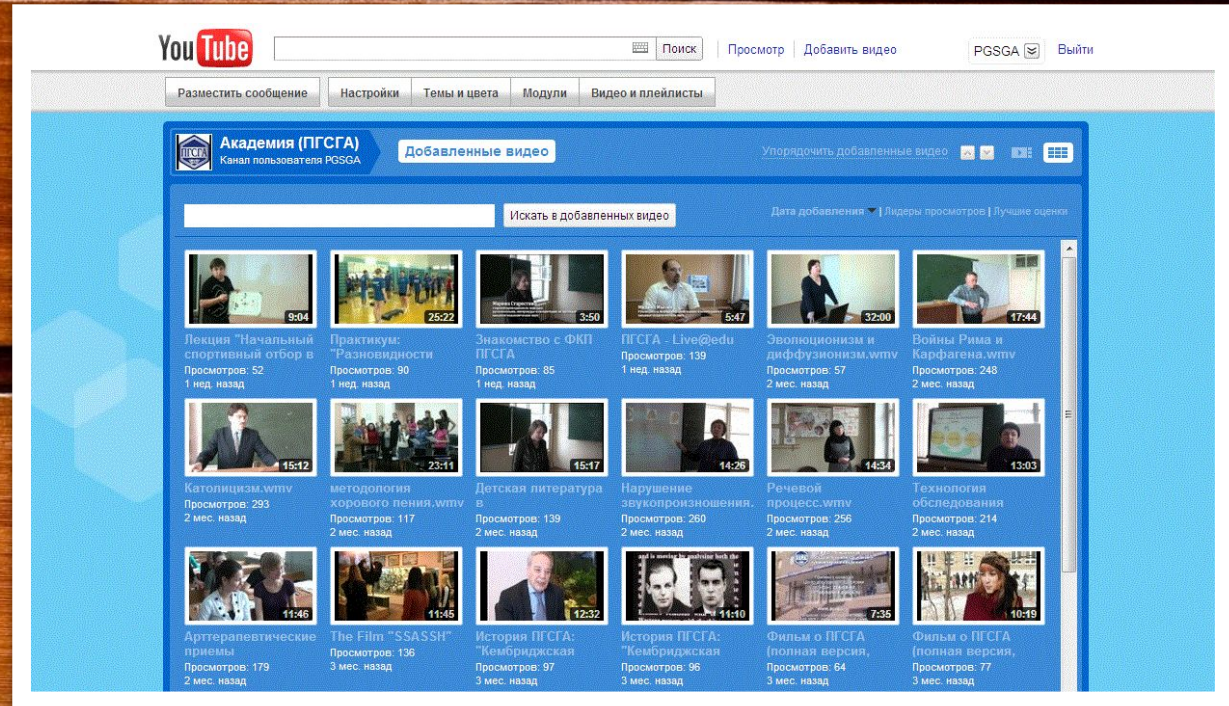 You Tube
Поиск
Просмотр
Добавить видео
PGSGA
Выйти
Разместить сообщение
Настройки
Темы и цвета
Модули
Видео и плейлисты
Академия (ПГСГА)
Канал пользователя PGSGA
Добавленные видео
Упорядочить добавленные видео
Искать в добавленных видео
Дата добавления | Лидеры просмотров | Лучшие оценки
9:04
25:22
3:50
5:47
32:00
17:44
Лекция "Начальный
спортивный отбор в
Просмотров: 52
1 нед. назад
Практикум:
"Разновидности
Просмотров: 90
1 нед. назад
Знакомство с ФКП
ПГСГА
Просмотров: 85
1 нед. назад
ПГСГА - Live@edu
Просмотров: 139
1 нед. назад
Эволюционизм и
диффузионизм.wmv
Просмотров: 57
2 мес. назад
Войны Рима и
Карфагена.wmv
Просмотров: 248
2 мес. назад
15:12
23:11
15:17
14:26
14:34
13:03
Католицизм.wmv
Просмотров: 293
2 мес. назад
методология
хорового пения.wmv
Просмотров: 117
2 мес. назад
Детская литература
в
Просмотров: 139
2 мес. назад
Нарушение
звукопроизношения.
Просмотров: 260
2 мес. назад
Речевой
процесс.wmv
Просмотров: 256
2 мес. назад
Технология
обследования
Просмотров: 214
2 мес. назад
11:46
11:45
12:32
and is moving by analysing both the
11:10
7:35
10:19
Арттерапевтические
приемы
Просмотров: 179
2 мес. назад
The Film "SSASSH"
Просмотров: 136
3 мес. назад
История ПГСГА:
"Кембриджская
Просмотров: 97
3 мес. назад
История ПГСГА:
"Кембриджская
Просмотров: 96
3 мес. назад
Фильм о ПГСГА
(полная версия,
Просмотров: 64
3 мес. назад
Фильм о ПГСГА
(полная версия,
Просмотров: 77
3 мес. назад